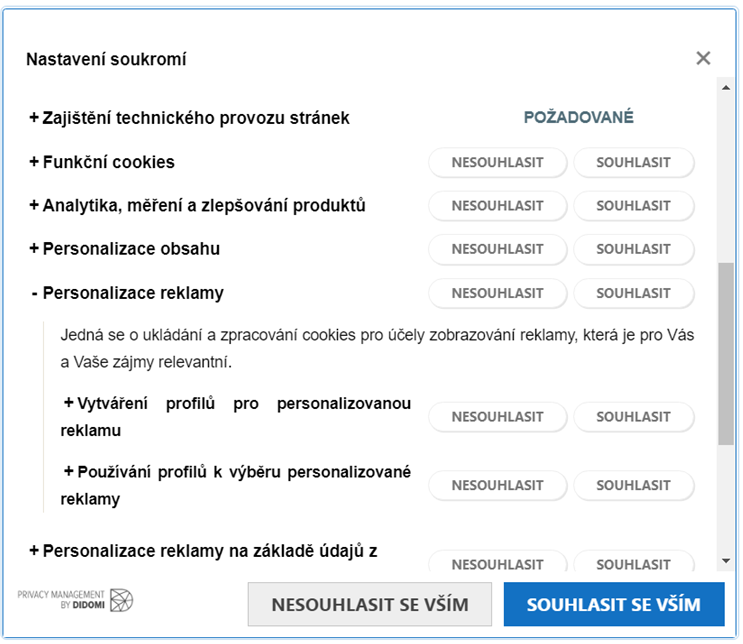 Nastavení soukromí
×
+ Zajištění technického provozu stránek POŽADOVANÉ
+ Funkční cookies NESOUHLASIT SOUHLASIT
+ Analytika, měření a zlepšování produktů NESOUHLASIT SOUHLASIT
+ Personalizace obsahu NESOUHLASIT SOUHLASIT
- Personalizace reklamy NESOUHLASIT SOUHLASIT
Jedná se o ukládání a zpracování cookies pro účely zobrazování reklamy, která je pro Vás
a Vaše zájmy relevantní.
+ Vytváření profilů pro personalizovanou
reklamu NESOUHLASIT SOUHLASIT
+ Používání profilů k výběru personalizované
reklamy NESOUHLASIT SOUHLASIT
+ Personalizace reklamy na základě údajů z
NESOUHLASIT SOUHLASIT
PRIVACY MANAGEMENT
BY DIDOMI
NESOUHLASIT SE VŠÍM SOUHLASIT SE VŠÍM